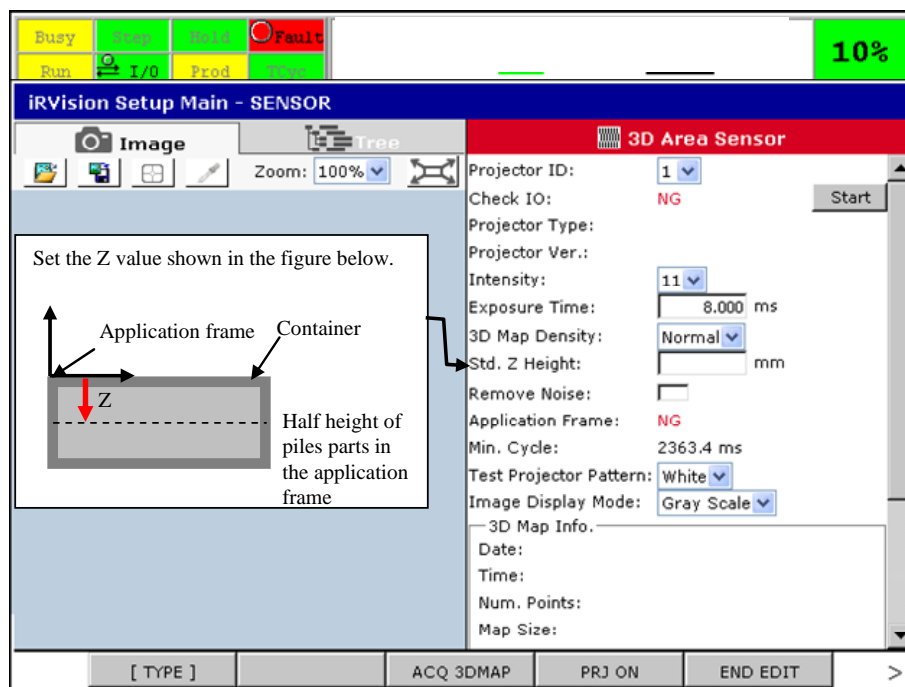 Busy Step Hold Fault
Run I/O Prod TCyc
10%
iRVision Setup Main - SENSOR
Image Tree
Zoom: 100%
Set the Z value shown in the figure below.
Application frame Container
Z
Half height of
piles parts in
the application
frame
3D Area Sensor
Projector ID: 1
Check IO: NG Start
Projector Type:
Projector Ver.:
Intensity: 11
Exposure Time: 8.000 ms
3D Map Density: Normal
Std. Z Height: mm
Remove Noise:
Application Frame: NG
Min. Cycle: 2363.4 ms
Test Projector Pattern: White
Image Display Mode: Gray Scale
3D Map Info.
Date:
Time:
Num. Points:
Map Size:
[ TYPE ] ACQ 3DMAP PRJ ON END EDIT >